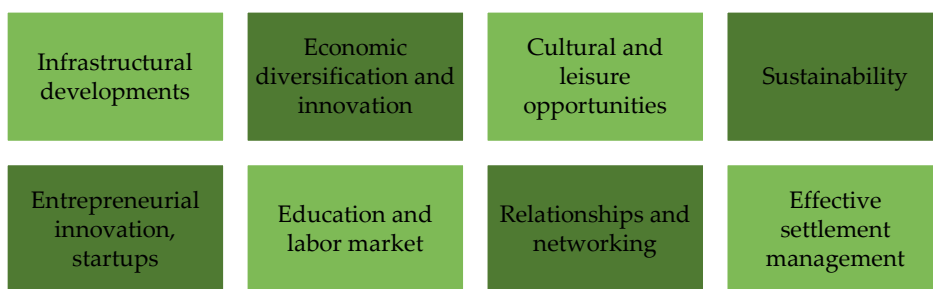 Infrastructural
developments
Economic
diversification and
innovation
Cultural and
leisure
opportunities
Sustainability
Entrepreneurial
innovation,
startups
Education and
labor market
Relationships and
networking
Effective
settlement
management